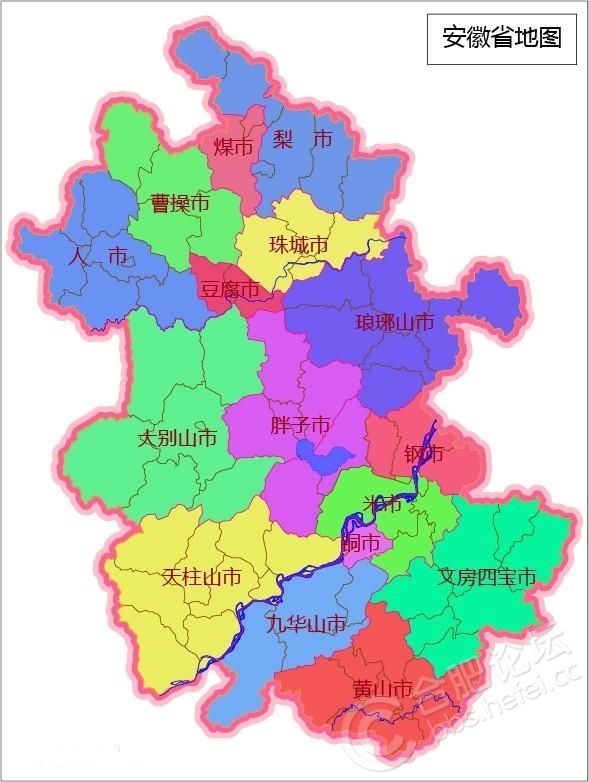 安徽省地图
煤市
梨 市
曹操市
人 市
珠城市
豆腐市
琅琊山市
大别山市
胖子市
钢市
米市
铜市
天柱山市
文房四宝市
九华山市
黄山市
合肥论坛
bbs.hefei.cc